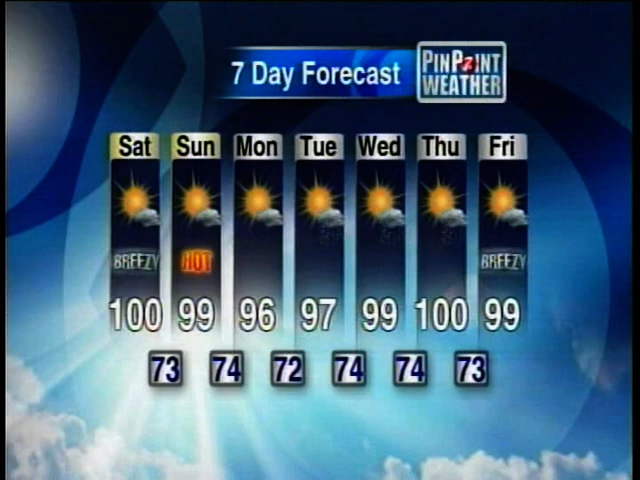 7 Day Forecast
PINPOINT
WEATHER
Sat Sun Mon Tue Wed Thu Fri
BREEZY HOT BREEZY
100 99 96 97 99 100 99
73 74 72 74 74 73